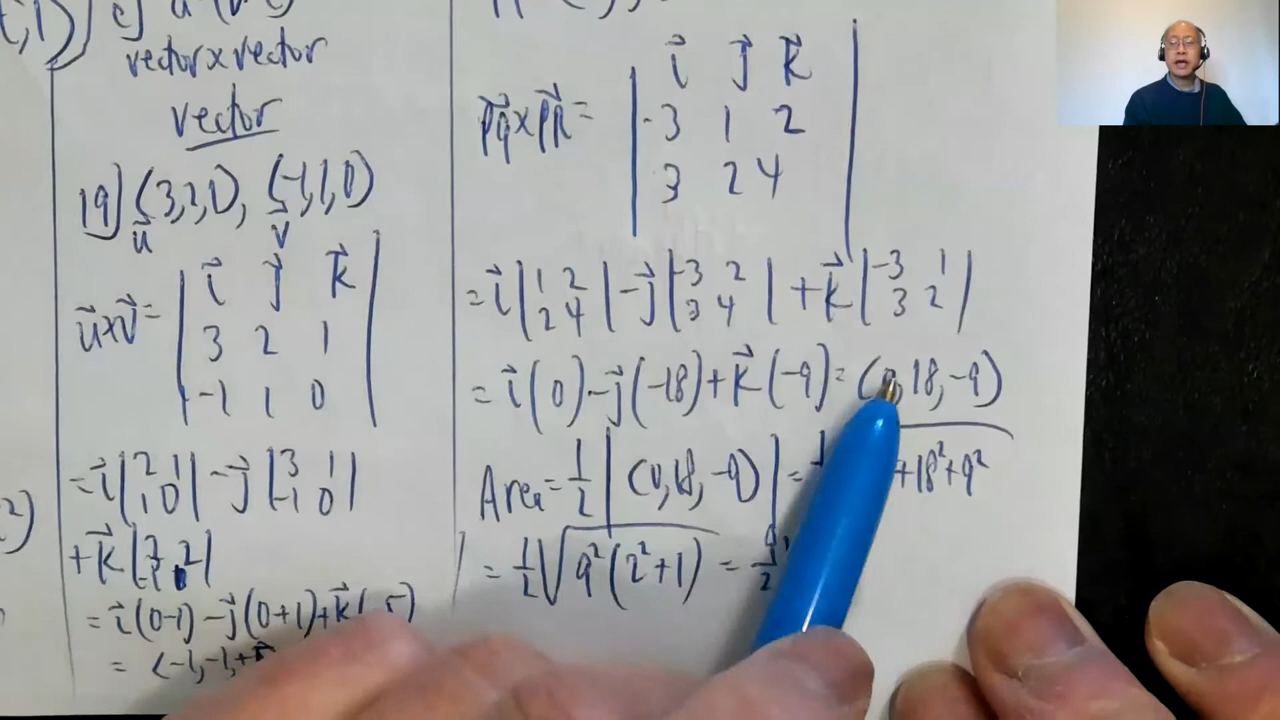 vector x vector
vector
19] (3,2,1), (-1,1,0)
u v
u⃗×v⃗ = | i⃗ j⃗ k⃗ |
3 2 1
-1 1 0
= i⃗ |2 1| - j⃗ |3 1|
1 0 -1 0
+ k⃗
= i⃗(0-1) - j⃗(0+1) + k⃗(
= (-1,-1,
P⃗Q×P⃗R = | i⃗ j⃗ k⃗ |
-3 1 2
3 2 4
= i⃗ |1 2| - j⃗ |-3 2| + k⃗ |-3 1|
2 4 3 4 3 2
= i⃗(0) - j⃗(-18) + k⃗(-9) = (0,18,-9)
Area = 1/2 |(0,18,-9)| = +18²+9²
= 1/2 √9²(2²+1) =